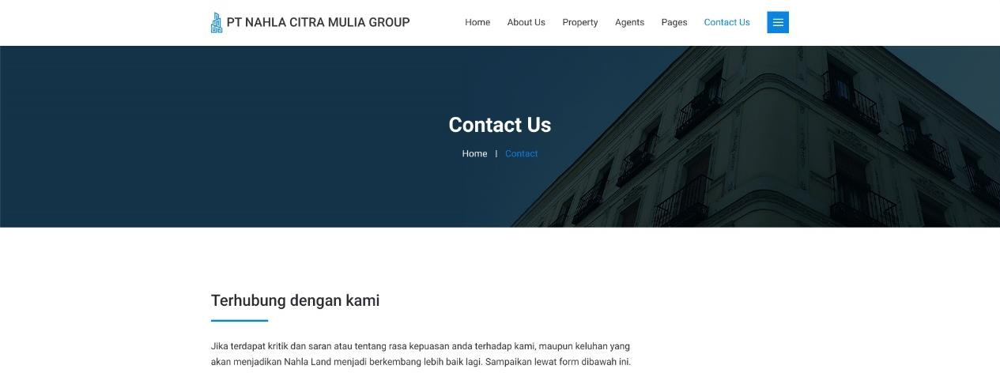 PT NAHLA CITRA MULIA GROUP
Home About Us Property Agents Pages Contact Us
Contact Us
Home | Contact
Terhubung dengan kami
Jika terdapat kritik dan saran atau tentang rasa kepuasan anda terhadap kami, maupun keluhan yang
akan menjadikan Nahla Land menjadi berkembang lebih baik lagi. Sampaikan lewat form dibawah ini.